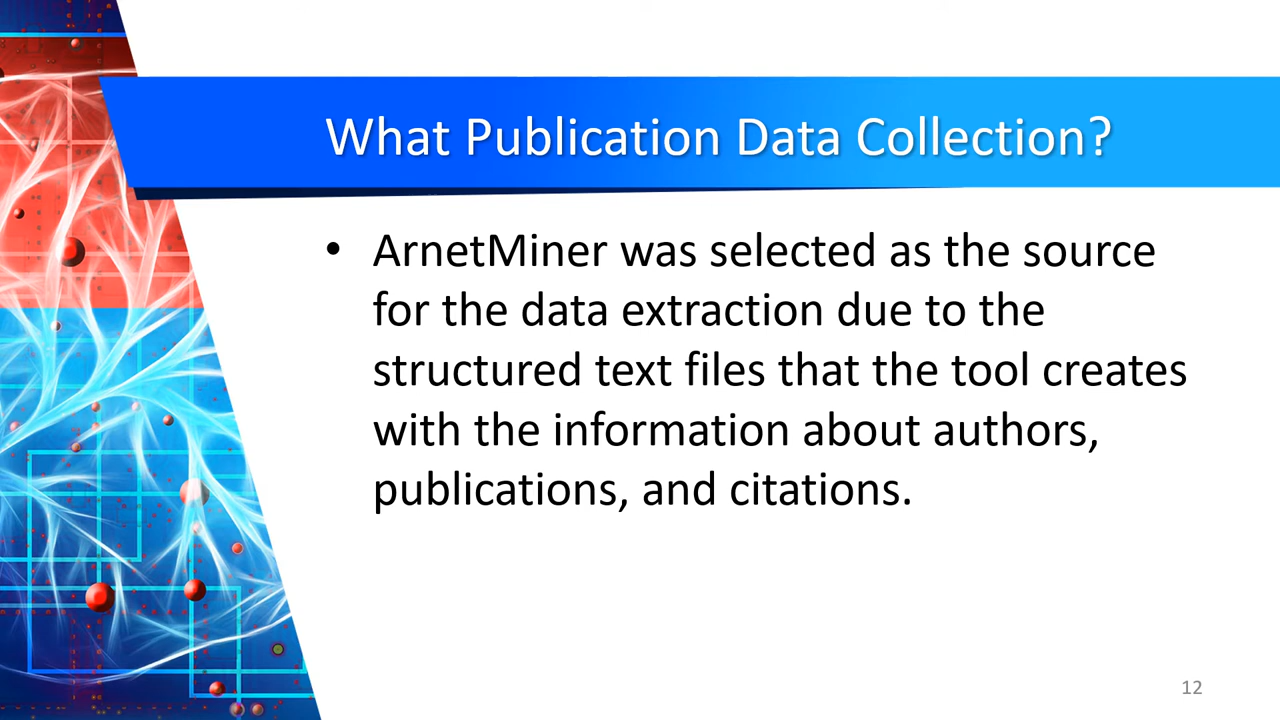 What Publication Data Collection?
• ArnetMiner was selected as the source
for the data extraction due to the
structured text files that the tool creates
with the information about authors,
publications, and citations.
12